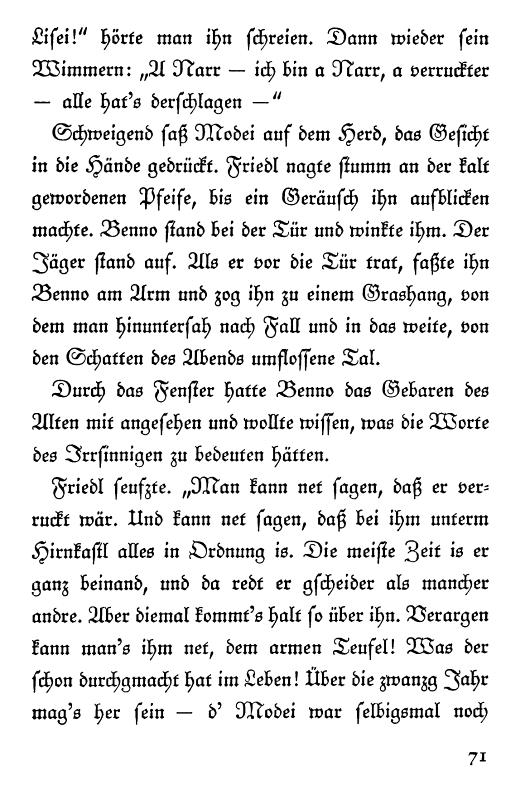 Lisei!“ hörte man ihn schreien. Dann wieder sein
Wimmern: „A Narr — ich bin a Narr, a verruckter
— alle hat's derschlagen —“
Schweigend saß Modei auf dem Herd, das Gesicht
in die Hände gedrückt. Friedl nagte stumm an der kalt
gewordenen Pfeife, bis ein Geräusch ihn aufblicken
machte. Benno stand bei der Tür und winkte ihm. Der
Jäger stand auf. Als er vor die Tür trat, faßte ihn
Benno am Arm und zog ihn zu einem Grashang, von
dem man hinuntersah nach Fall und in das weite, von
den Schatten des Abends umflossene Tal.
Durch das Fenster hatte Benno das Gebaren des
Alten mit angesehen und wollte wissen, was die Worte
des Irrsinnigen zu bedeuten hätten.
Friedl seufzte. „Man kann net sagen, daß er ver-
ruckt wär. Und kann net sagen, daß bei ihm unterm
Hirnkastl alles in Ordnung is. Die meiste Zeit is er
ganz beinand, und da redt er gscheider als mancher
andre. Aber diemal kommt's halt so über ihn. Verargen
kann man's ihm net, dem armen Teufel! Was der
schon durchgmacht hat im Leben! Über die zwanzg Jahr
mag's her sein — d' Modei war selbigsmal noch
71